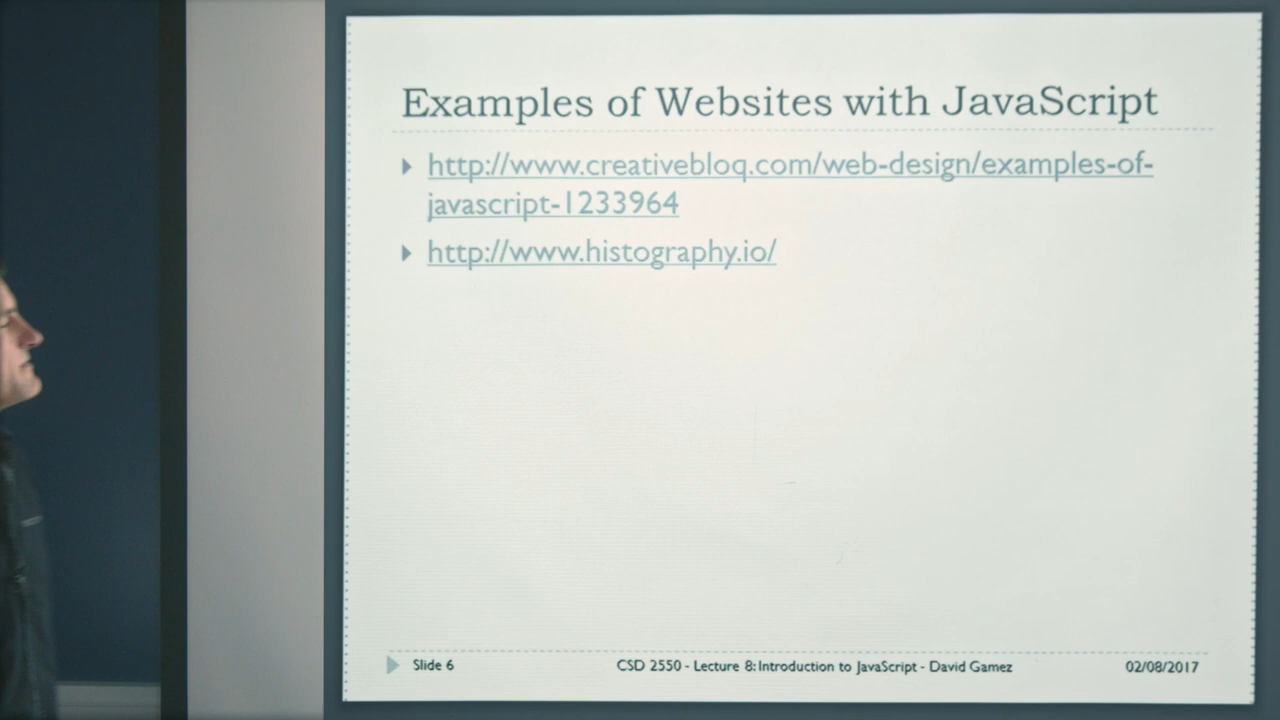 Examples of Websites with JavaScript
http://www.creativebloq.com/web-design/examples-of-
javascript-1233964
http://www.histography.io/
Slide 6
CSD 2550 - Lecture 8: Introduction to JavaScript - David Gamez
02/08/2017